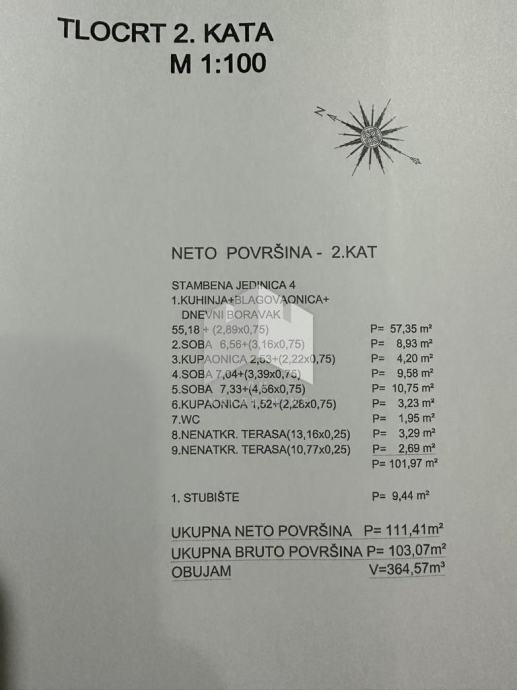 TLOCRT 2. KATA
M 1:100
N
NETO POVRŠINA - 2.KAT
STAMBENA JEDINICA 4
1.KUHINJA+BLAGOVAONICA+
DNEVNI BORAVAK
55,18 + (2,89x0,75) P= 57,35 m²
2.SOBA 6,56+(3,16x0,75) P= 8,93 m²
3.KUPAONICA 2,53+(2,22x0,75) P= 4,20 m²
4.SOBA 7,04+(3,39x0,75) P= 9,58 m²
5.SOBA 7,33+(4,56x0,75) P= 10,75 m²
6.KUPAONICA 1,52+(2,28x0,75) P= 3,23 m²
7.WC P= 1,95 m²
8.NENATKR. TERASA(13,16x0,25) P= 3,29 m²
9.NENATKR. TERASA(10,77x0,25) P= 2,69 m²
P= 101,97 m²
1. STUBIŠTE P= 9,44 m²
UKUPNA NETO POVRŠINA P= 111,41m²
UKUPNA BRUTO POVRŠINA P= 103,07m²
OBUJAM V=364,57m³